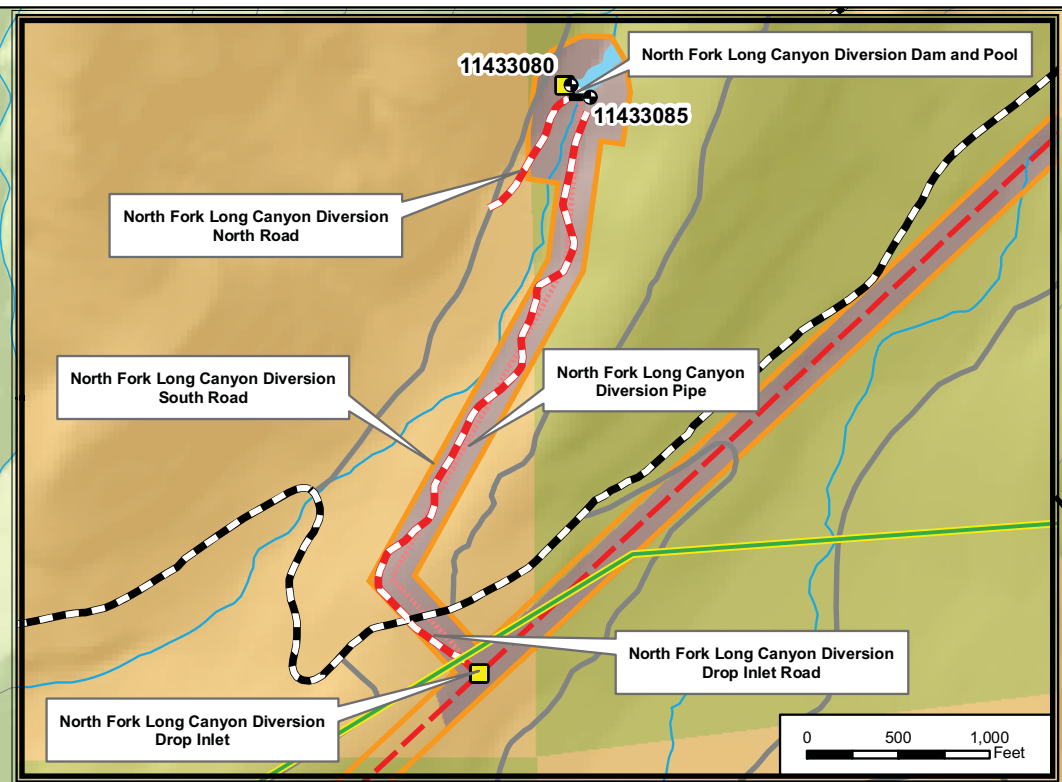 North Fork Long Canyon Diversion Dam and Pool
11433080
11433085
North Fork Long Canyon Diversion
North Road
North Fork Long Canyon Diversion
South Road
North Fork Long Canyon
Diversion Pipe
North Fork Long Canyon Diversion
Drop Inlet Road
North Fork Long Canyon Diversion
Drop Inlet
0 500 1,000
Feet